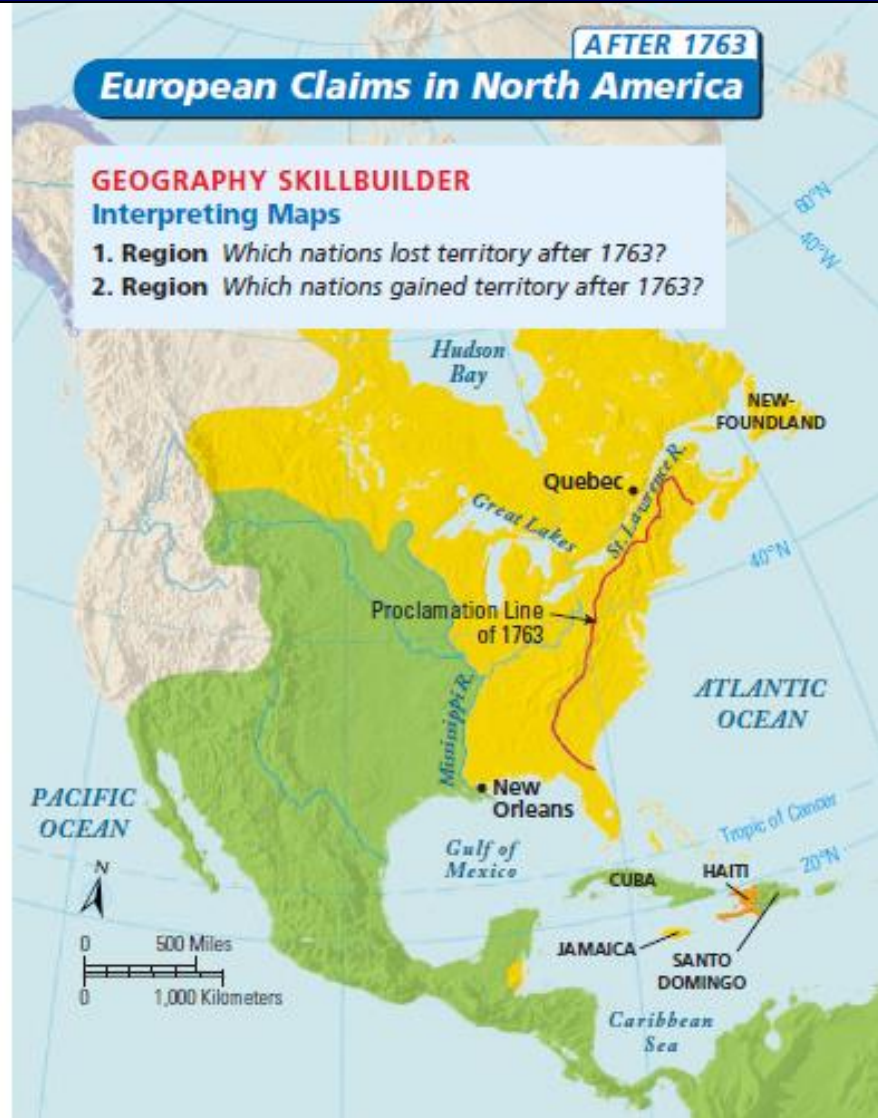 AFTER 1763
European Claims in North America
GEOGRAPHY SKILLBUILDER
Interpreting Maps
1. Region Which nations lost territory after 1763?
2. Region Which nations gained territory after 1763?
60°N
40°W
Hudson
Bay
NEW-
FOUNDLAND
Quebec
St. Lawrence R.
Great Lakes
40°N
Proclamation Line
of 1763
ATLANTIC
OCEAN
Mississippi R.
New
Orleans
PACIFIC
OCEAN
Gulf of
Mexico
Tropic of Cancer
20°N
CUBA
HAITI
N
JAMAICA
SANTO
DOMINGO
0 500 Miles
0 1,000 Kilometers
Caribbean
Sea